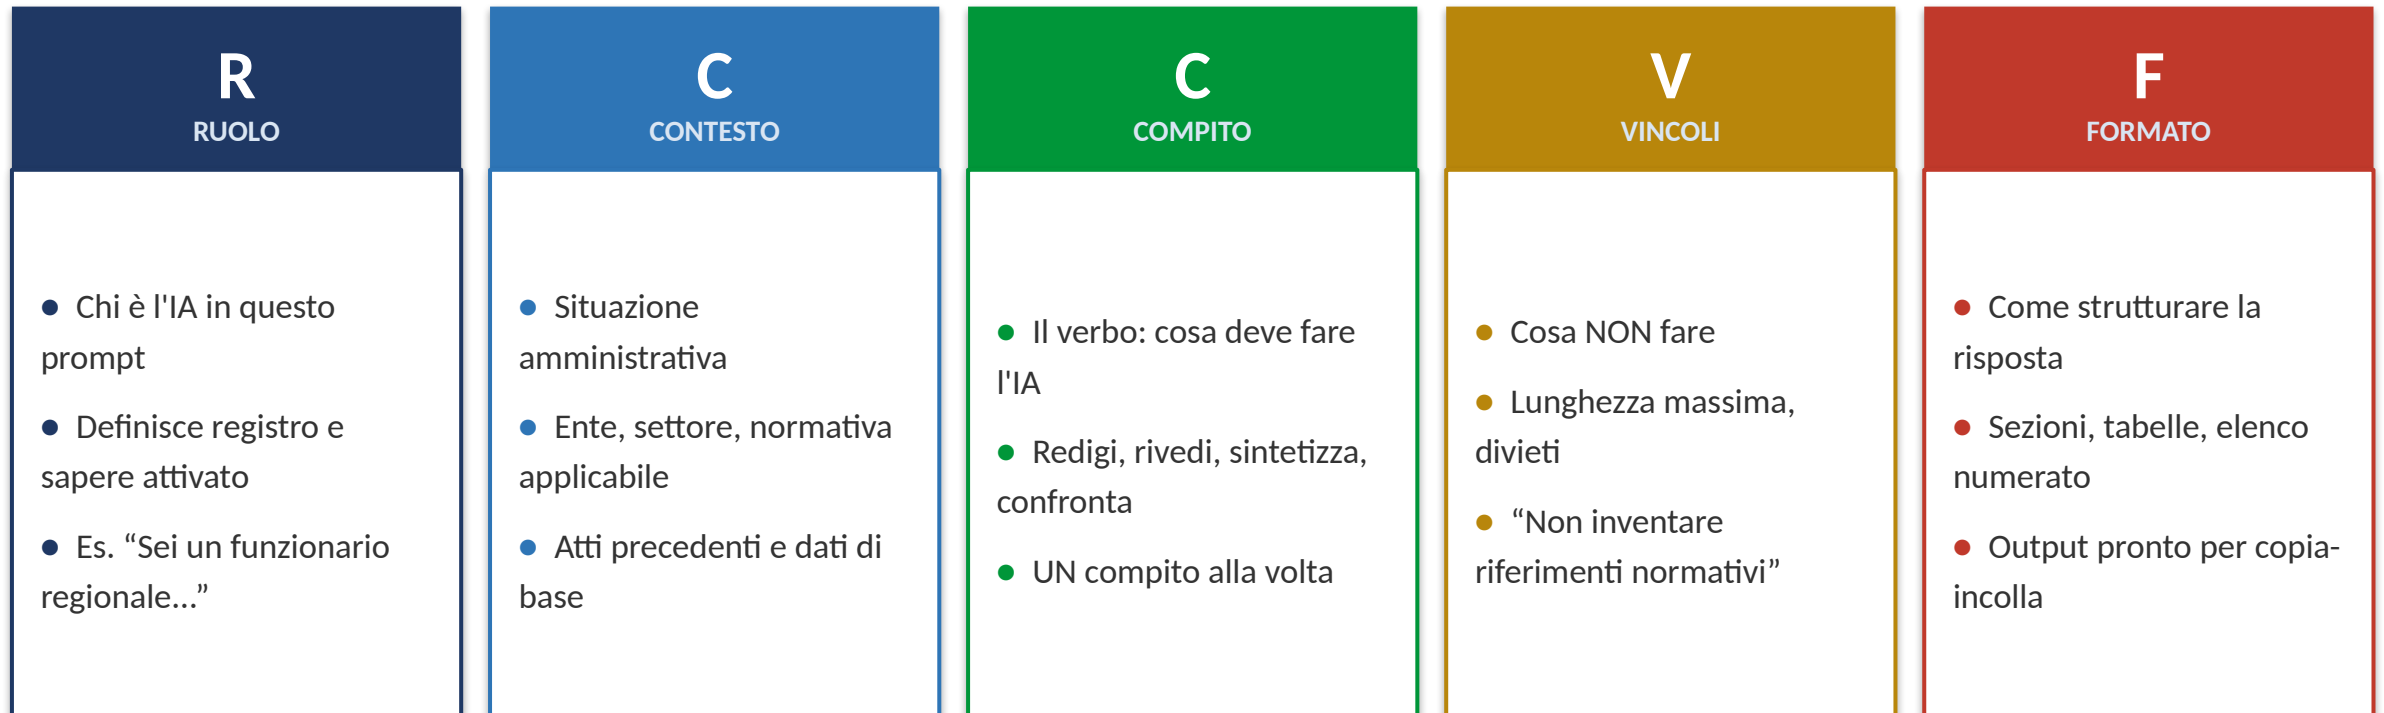 R
RUOLO
● Chi è l'IA in questo
prompt
● Definisce registro e
sapere attivato
● Es. “Sei un funzionario
regionale…”
C
CONTESTO
● Situazione
amministrativa
● Ente, settore, normativa
applicabile
● Atti precedenti e dati di
base
C
COMPITO
● Il verbo: cosa deve fare
l'IA
● Redigi, rivedi, sintetizza,
confronta
● UN compito alla volta
V
VINCOLI
● Cosa NON fare
● Lunghezza massima,
divieti
● “Non inventare
riferimenti normativi”
F
FORMATO
● Come strutturare la
risposta
● Sezioni, tabelle, elenco
numerato
● Output pronto per copia-
incolla